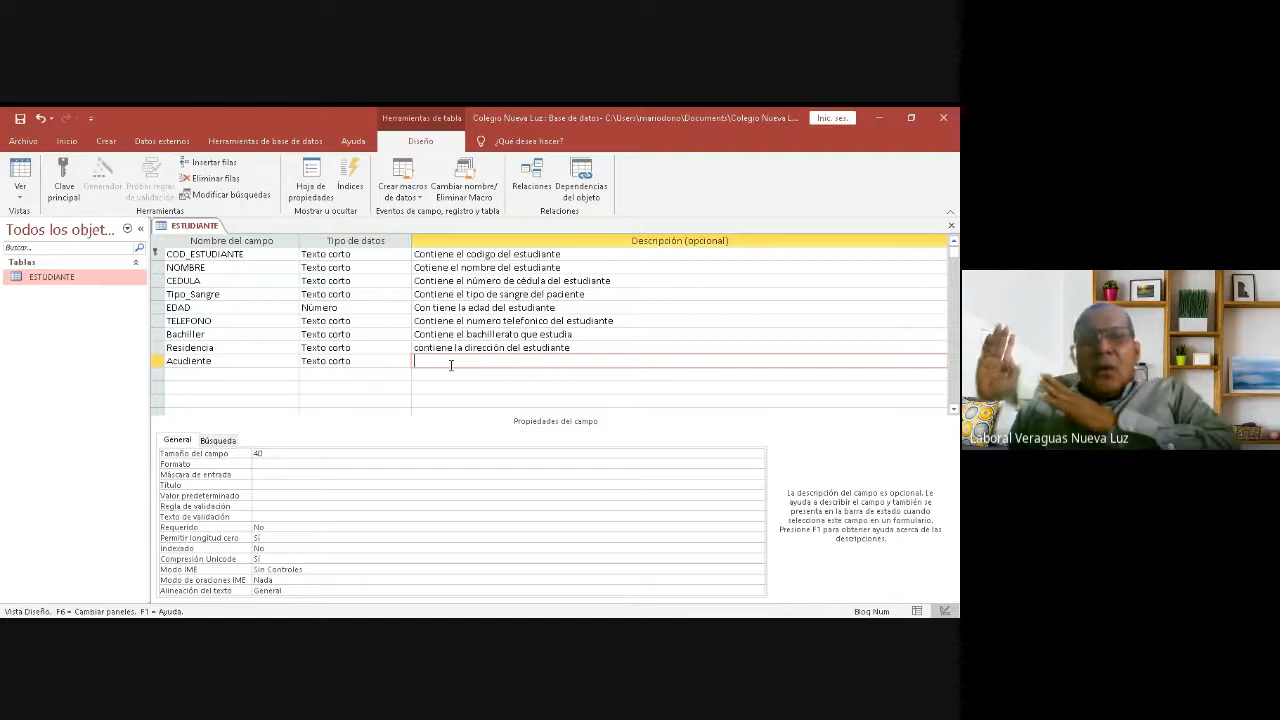 Herramientas de tabla
Colegio Nueva Luz : Base de datos- C:\Users\mariodono\Documents\Colegio Nueva L...
Inic. ses.
Archivo
Inicio
Crear
Datos externos
Herramientas de base de datos
Ayuda
Diseño
¿Qué desea hacer?
Ver
Clave principal
Generador
Probar reglas de validación
Insertar filas
Eliminar filas
Modificar búsquedas
Hoja de propiedades
Índices
Crear macros de datos
Cambiar nombre/ Eliminar Macro
Relaciones
Dependencias del objeto
Vistas
Herramientas
Mostrar u ocultar
Eventos de campo, registro y tabla
Relaciones
Todos los objet...
Buscar...
Tablas
ESTUDIANTE
ESTUDIANTE
Nombre del campo Tipo de datos Descripción (opcional)
COD_ESTUDIANTE Texto corto Contiene el codigo del estudiante
NOMBRE Texto corto Cotiene el nombre del estudiante
CEDULA Texto corto Contiene el número de cédula del estudiante
Tipo_Sangre Texto corto Contiene el tipo de sangre del paciente
EDAD Número Con tiene la edad del estudiante
TELEFONO Texto corto Contiene el numero telefonico del estudiante
Bachiller Texto corto Contiene el bachillerato que estudia
Residencia Texto corto contiene la dirección del estudiante
Acudiente Texto corto
Propiedades del campo
General Búsqueda
Tamaño del campo 40
Formato
Máscara de entrada
Título
Valor predeterminado
Regla de validación
Texto de validación
Requerido No
Permitir longitud cero Sí
Indexado No
Compresión Unicode Sí
Modo IME Sin Controles
Modo de oraciones IME Nada
Alineación del texto General
La descripción del campo es opcional. Le
ayuda a describir el campo y también se
presenta en la barra de estado cuando
selecciona este campo en un formulario.
Presione F1 para obtener ayuda acerca de las
descripciones.
Vista Diseño. F6 = Cambiar paneles. F1 = Ayuda.
Bloq Num
Laboral Veraguas Nueva Luz